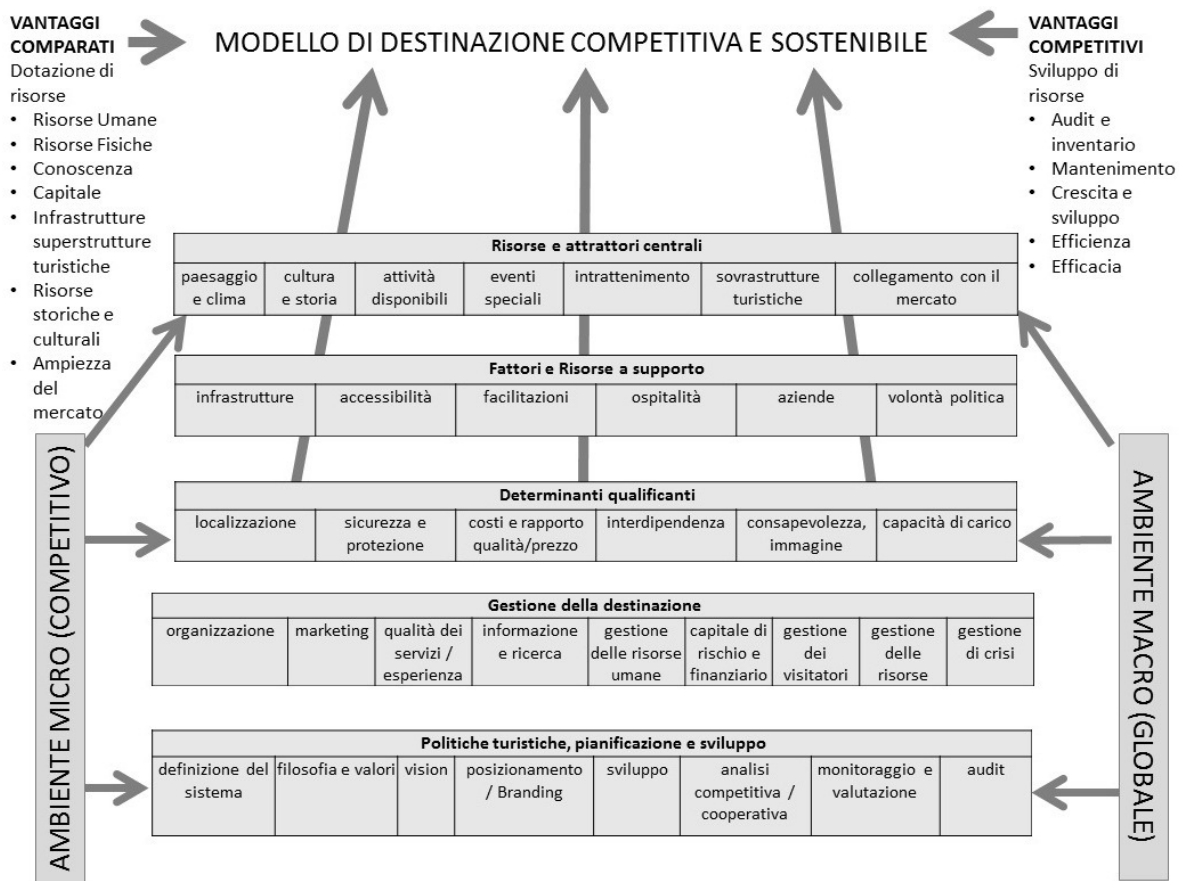 VANTAGGI
COMPARATI
Dotazione di
risorse
• Risorse Umane
• Risorse Fisiche
• Conoscenza
• Capitale
• Infrastrutture
superstrutture
turistiche
• Risorse
storiche e
culturali
• Ampiezza
del
mercato
MODELLO DI DESTINAZIONE COMPETITIVA E SOSTENIBILE
VANTAGGI
COMPETITIVI
Sviluppo di
risorse
• Audit e
inventario
• Mantenimento
• Crescita e
sviluppo
• Efficienza
• Efficacia
Risorse e attrattori centrali
paesaggio
e clima
cultura
e storia
attività
disponibili
eventi
speciali
intrattenimento
sovrastrutture
turistiche
collegamento con il
mercato
Fattori e Risorse a supporto
infrastrutture
accessibilità
facilitazioni
ospitalità
aziende
volontà politica
Determinanti qualificanti
localizzazione
sicurezza e
protezione
costi e rapporto
qualità/prezzo
interdipendenza
consapevolezza,
immagine
capacità di carico
Gestione della destinazione
organizzazione
marketing
qualità dei
servizi /
esperienza
informazione
e ricerca
gestione
delle risorse
umane
capitale di
rischio e
finanziario
gestione
dei
visitatori
gestione
delle
risorse
gestione
di crisi
Politiche turistiche, pianificazione e sviluppo
definizione del
sistema
filosofia e valori
vision
posizionamento
/ Branding
sviluppo
analisi
competitiva /
cooperativa
monitoraggio e
valutazione
audit
AMBIENTE MICRO (COMPETITIVO)
AMBIENTE MACRO (GLOBALE)